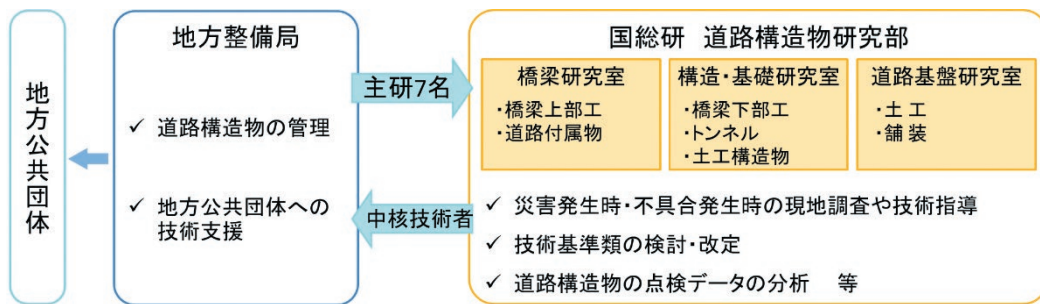 地方公共団体
地方整備局
✓ 道路構造物の管理
✓ 地方公共団体への
技術支援
主研7名
中核技術者
国総研 道路構造物研究部
橋梁研究室
・橋梁上部工
・道路付属物
構造・基礎研究室
・橋梁下部工
・トンネル
・土工構造物
道路基盤研究室
・土 工
・舗 装
✓ 災害発生時・不具合発生時の現地調査や技術指導
✓ 技術基準類の検討・改定
✓ 道路構造物の点検データの分析 等